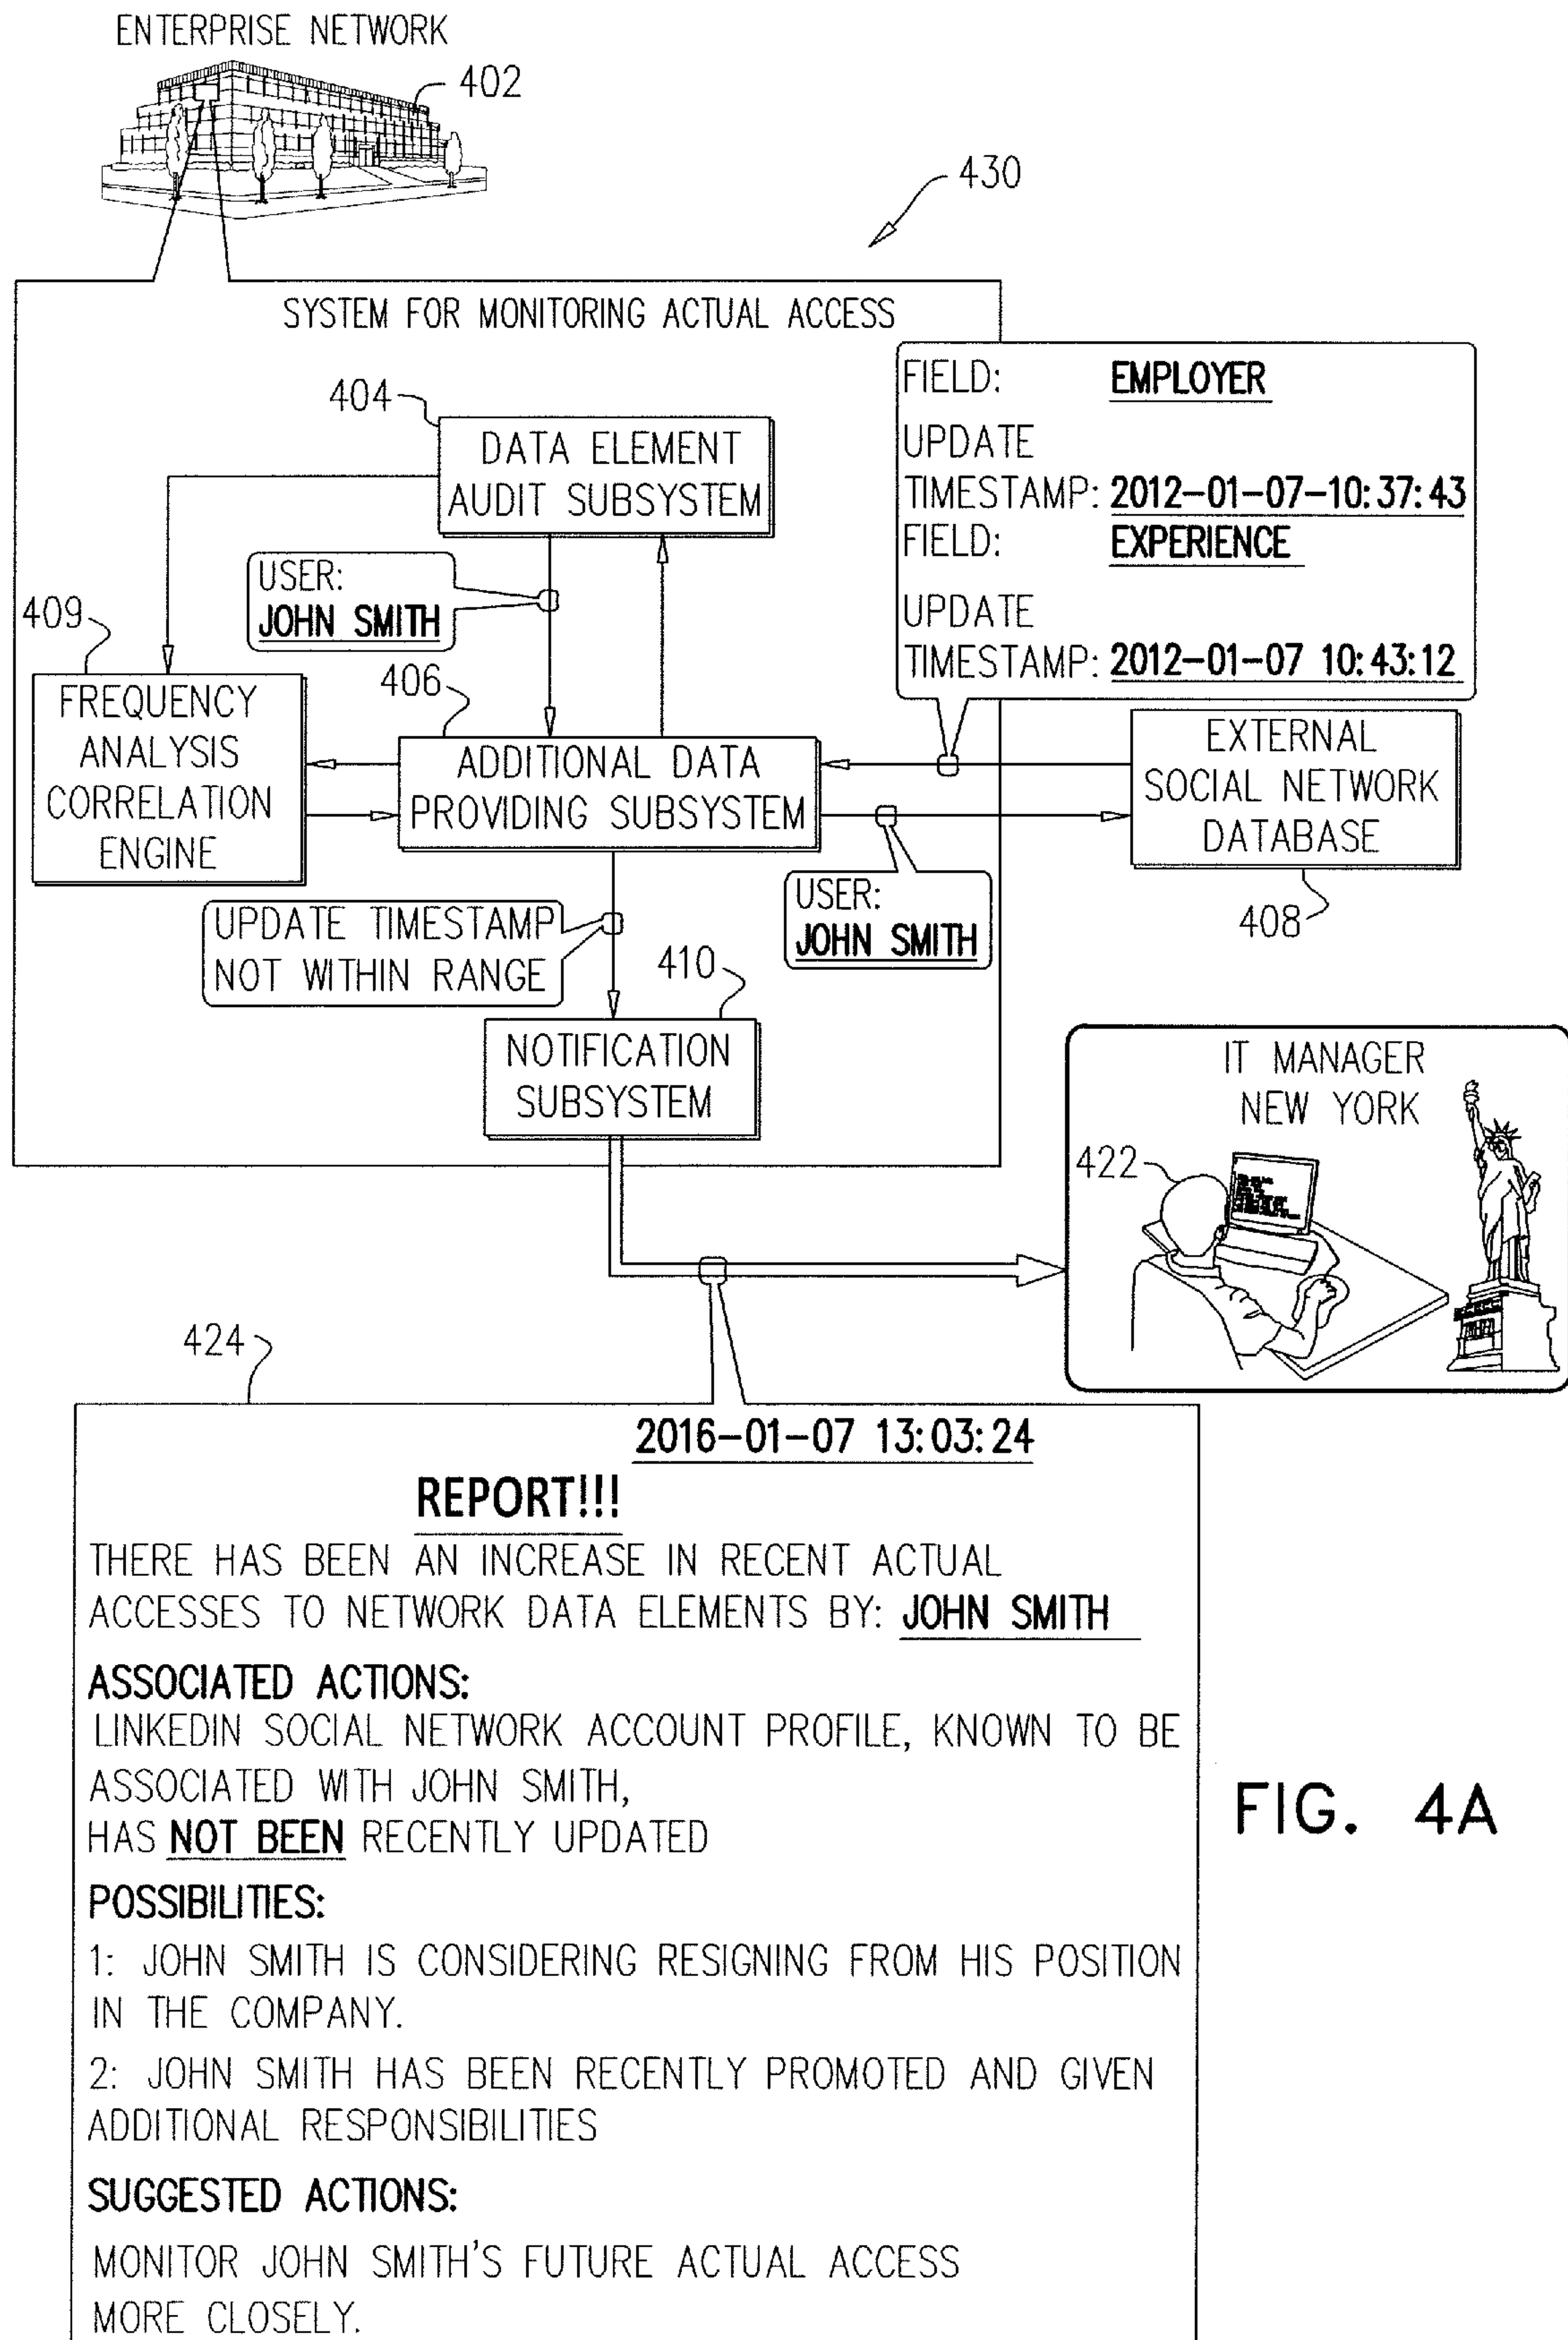 ENTERPRISE NETWORK
402
430
SYSTEM FOR MONITORING ACTUAL ACCESS
404
DATA ELEMENT
AUDIT SUBSYSTEM
USER:
JOHN SMITH
FIELD: EMPLOYER
UPDATE
TIMESTAMP: 2012-01-07-10:37:43
FIELD: EXPERIENCE
UPDATE
TIMESTAMP: 2012-01-07 10:43:12
409
FREQUENCY
ANALYSIS
CORRELATION
ENGINE
406
ADDITIONAL DATA
PROVIDING SUBSYSTEM
EXTERNAL
SOCIAL NETWORK
DATABASE
408
USER:
JOHN SMITH
UPDATE TIMESTAMP
NOT WITHIN RANGE
410
NOTIFICATION
SUBSYSTEM
IT MANAGER
NEW YORK
422
424
2016-01-07 13:03:24
REPORT!!!
THERE HAS BEEN AN INCREASE IN RECENT ACTUAL
ACCESSES TO NETWORK DATA ELEMENTS BY: JOHN SMITH
ASSOCIATED ACTIONS:
LINKEDIN SOCIAL NETWORK ACCOUNT PROFILE, KNOWN TO BE
ASSOCIATED WITH JOHN SMITH,
HAS NOT BEEN RECENTLY UPDATED
POSSIBILITIES:
1: JOHN SMITH IS CONSIDERING RESIGNING FROM HIS POSITION
IN THE COMPANY.
2: JOHN SMITH HAS BEEN RECENTLY PROMOTED AND GIVEN
ADDITIONAL RESPONSIBILITIES
SUGGESTED ACTIONS:
MONITOR JOHN SMITH'S FUTURE ACTUAL ACCESS
MORE CLOSELY.
FIG. 4A